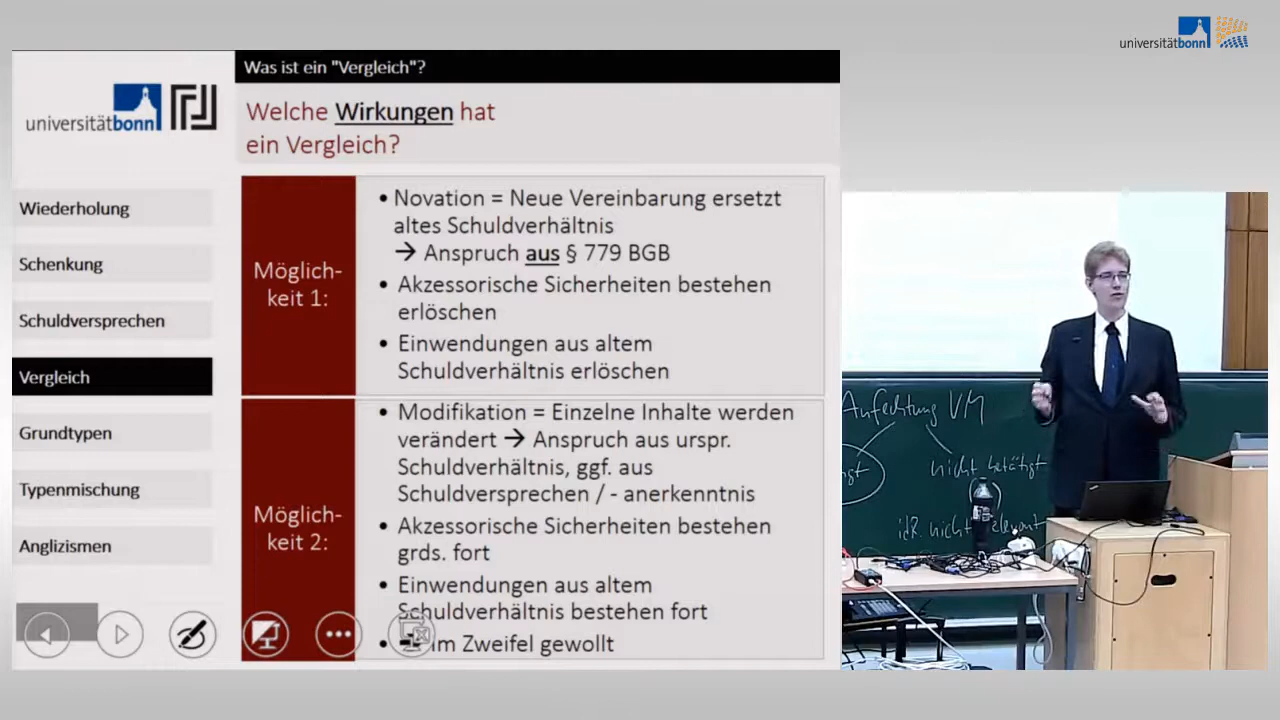 universitätbonn
Was ist ein "Vergleich"?
universitätbonn
Welche Wirkungen hat
ein Vergleich?
Wiederholung
Schenkung
Schuldversprechen
Vergleich
Grundtypen
Typenmischung
Anglizismen
Möglich-
keit 1:
• Novation = Neue Vereinbarung ersetzt
altes Schuldverhältnis
→ Anspruch aus § 779 BGB
• Akzessorische Sicherheiten bestehen
erlöschen
• Einwendungen aus altem
Schuldverhältnis erlöschen
Möglich-
keit 2:
• Modifikation = Einzelne Inhalte werden
verändert → Anspruch aus urspr.
Schuldverhältnis, ggf. aus
Schuldversprechen / - anerkenntnis
• Akzessorische Sicherheiten bestehen
grds. fort
• Einwendungen aus altem
Schuldverhältnis bestehen fort
• im Zweifel gewollt
Anfechtung VM
nicht betätigt
idR. nicht